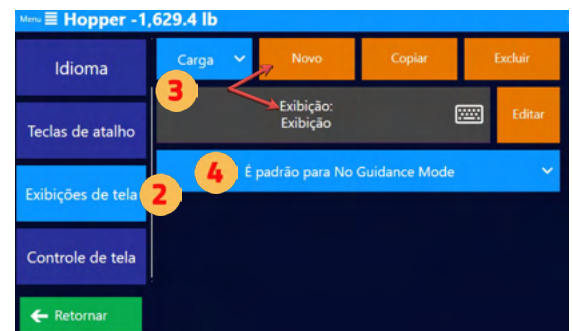 Menu Hopper -1,629.4 lb
Idioma
Carga
Novo
Copiar
Excluir
3
Teclas de atalho
Exibição:
Exibição
Editar
Exibições de tela
2
4
É padrão para No Guidance Mode
Controle de tela
Retornar